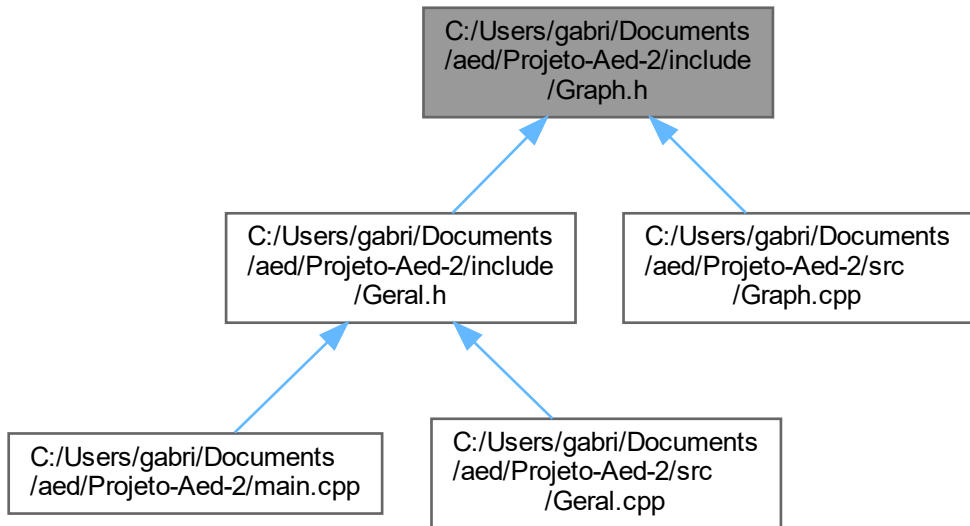 C:/Users/gabri/Documents
/aed/Projeto-Aed-2/include
/Graph.h
C:/Users/gabri/Documents
/aed/Projeto-Aed-2/include
/Geral.h
C:/Users/gabri/Documents
/aed/Projeto-Aed-2/src
/Graph.cpp
C:/Users/gabri/Documents
/aed/Projeto-Aed-2/main.cpp
C:/Users/gabri/Documents
/aed/Projeto-Aed-2/src
/Geral.cpp